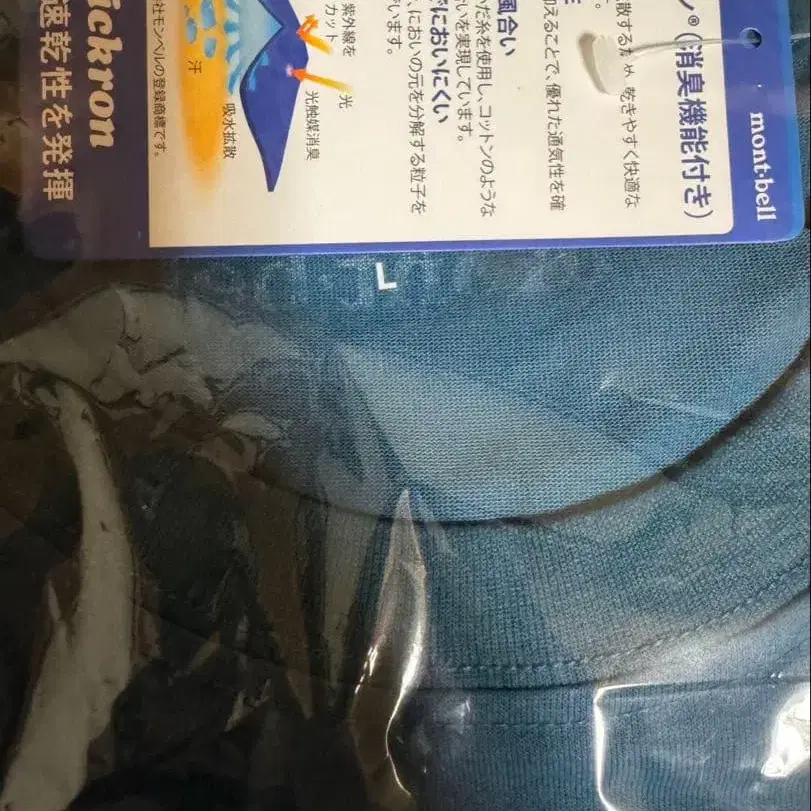 mont·bell
®(消臭機能付き)
散するため、乾きやすく快適な
加えることで、優れた通気性を確
風合い
だ糸を使用し、コットンのような
いを実現しています。
においにくい
、においの元を分解する粒子を
います。
紫外線を
カット
光
光触媒消臭
汗
吸水拡散
社モンベルの登録商標です。
ickron
速乾性を発揮
L